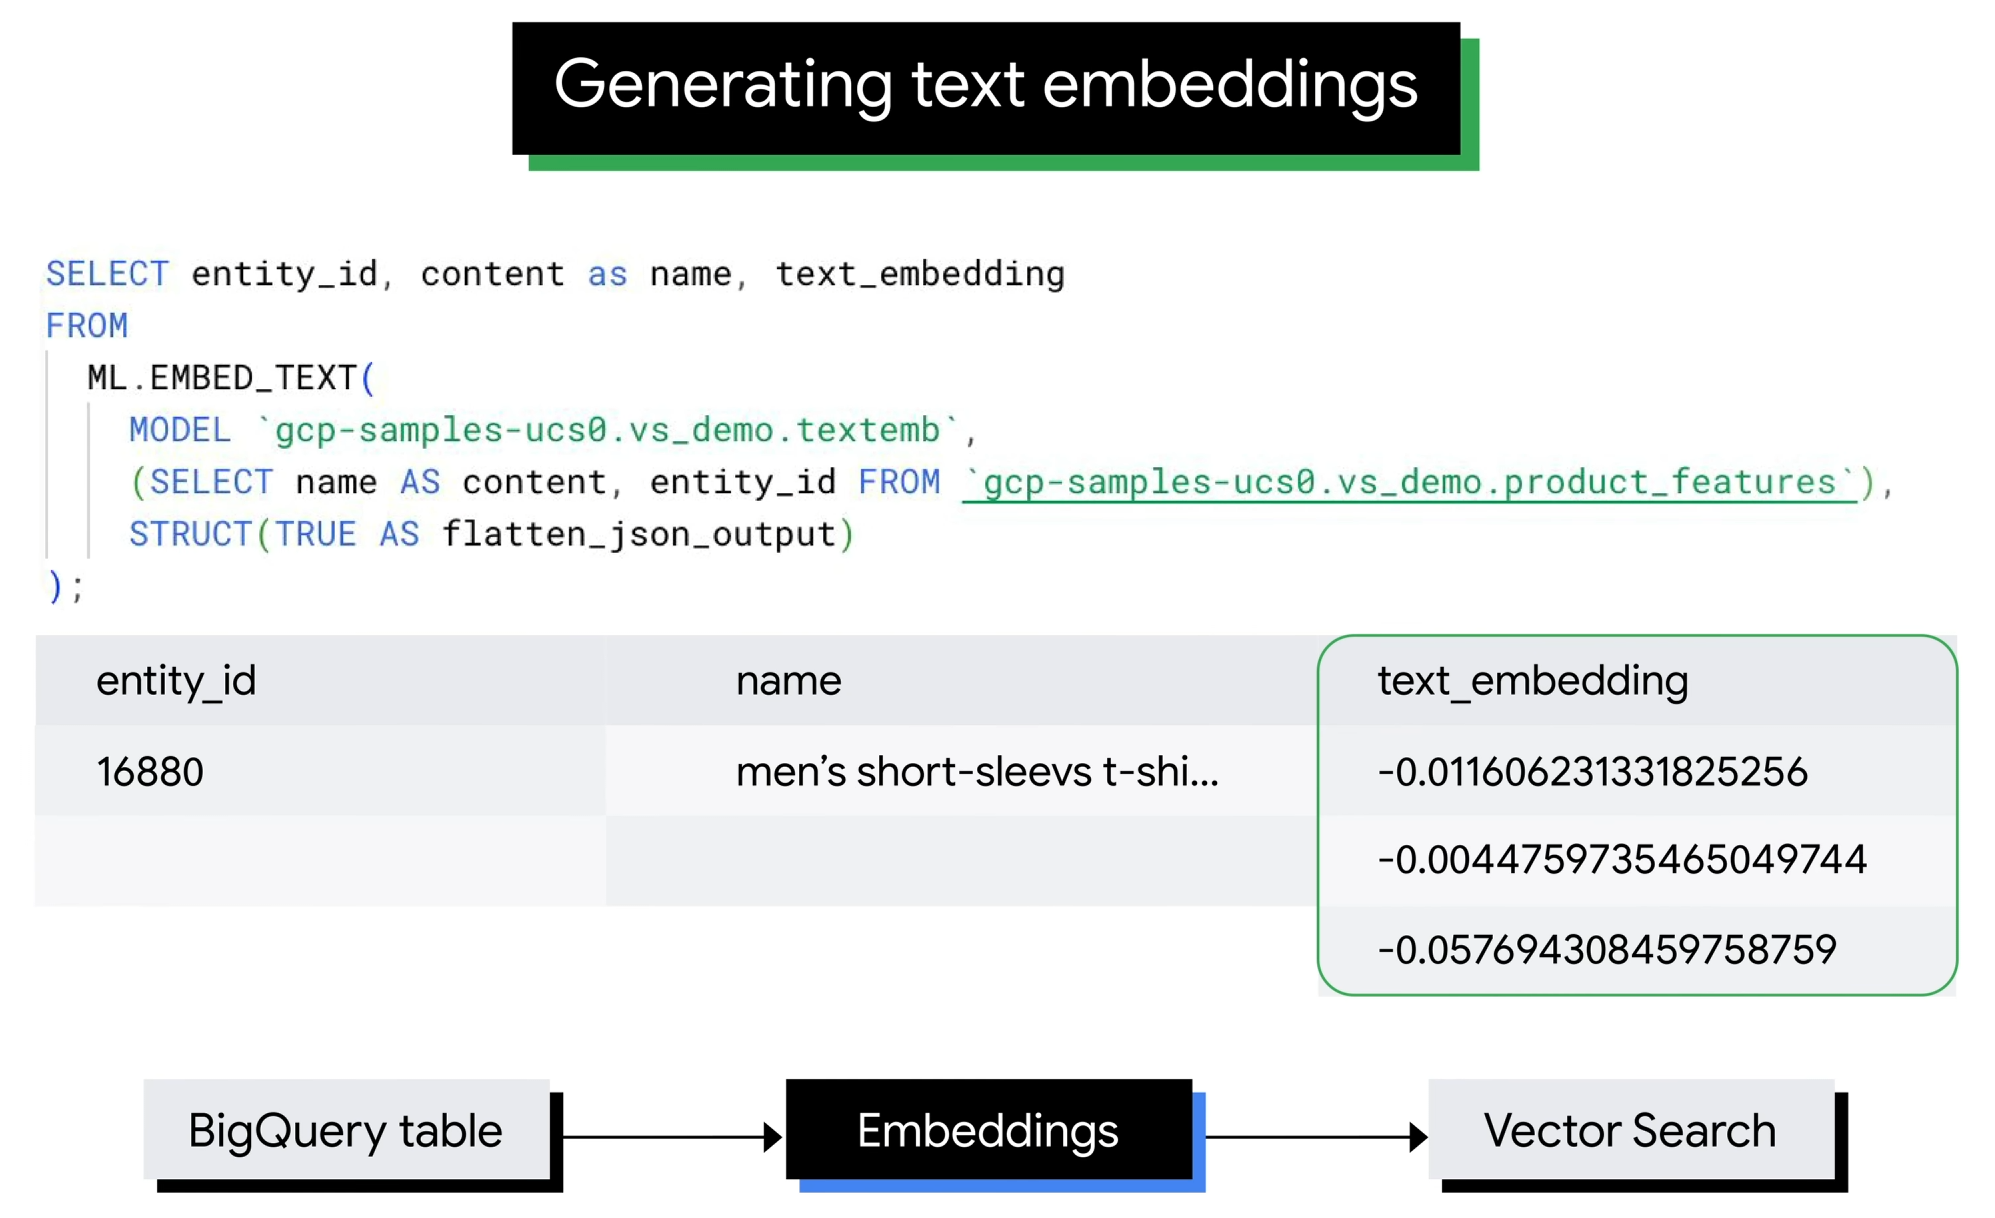 Generating text embeddings
SELECT entity_id, content as name, text_embedding
FROM
ML.EMBED_TEXT(
MODEL `gcp-samples-ucs0.vs_demo.textemb`,
(SELECT name AS content, entity_id FROM `gcp-samples-ucs0.vs_demo.product_features`),
STRUCT(TRUE AS flatten_json_output)
);
entity_id name text_embedding
16880 men’s short-sleevs t-shi... -0.011606231331825256
-0.0044759735465049744
-0.057694308459758759
BigQuery table Embeddings Vector Search